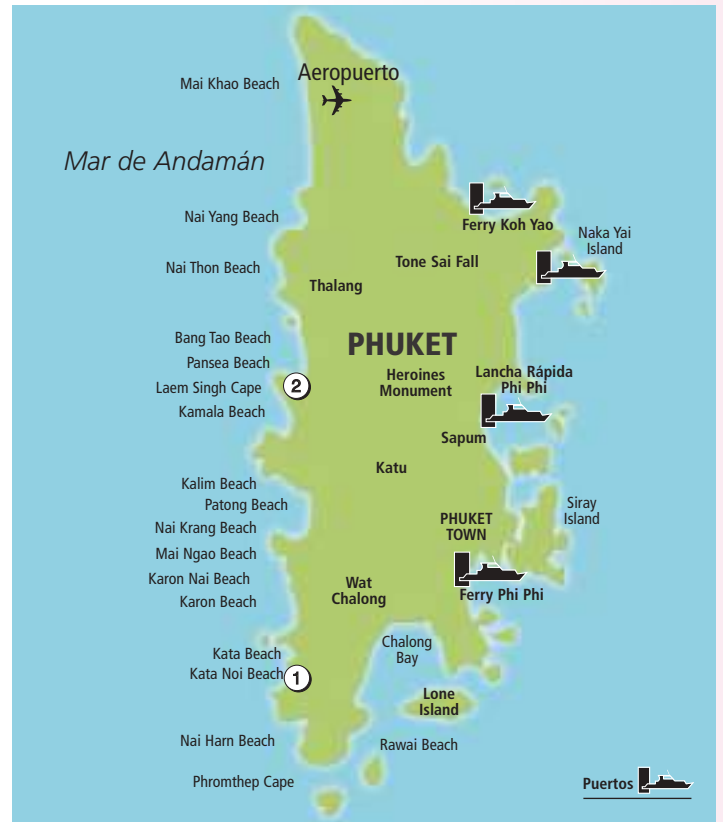 Mai Khao Beach
Aeropuerto
Mar de Andamán
Nai Yang Beach
Ferry Koh Yao
Naka Yai
Island
Nai Thon Beach
Tone Sai Fall
Thalang
Bang Tao Beach
PHUKET
Pansea Beach
Heroines
Monument
Lancha Rápida
Phi Phi
Laem Singh Cape
2
Kamala Beach
Sapum
Katu
Kalim Beach
Patong Beach
Siray
Island
Nai Krang Beach
PHUKET
TOWN
Mai Ngao Beach
Karon Nai Beach
Wat
Chalong
Ferry Phi Phi
Karon Beach
Chalong
Bay
Kata Beach
Kata Noi Beach
1
Lone
Island
Nai Harn Beach
Rawai Beach
Phromthep Cape
Puertos